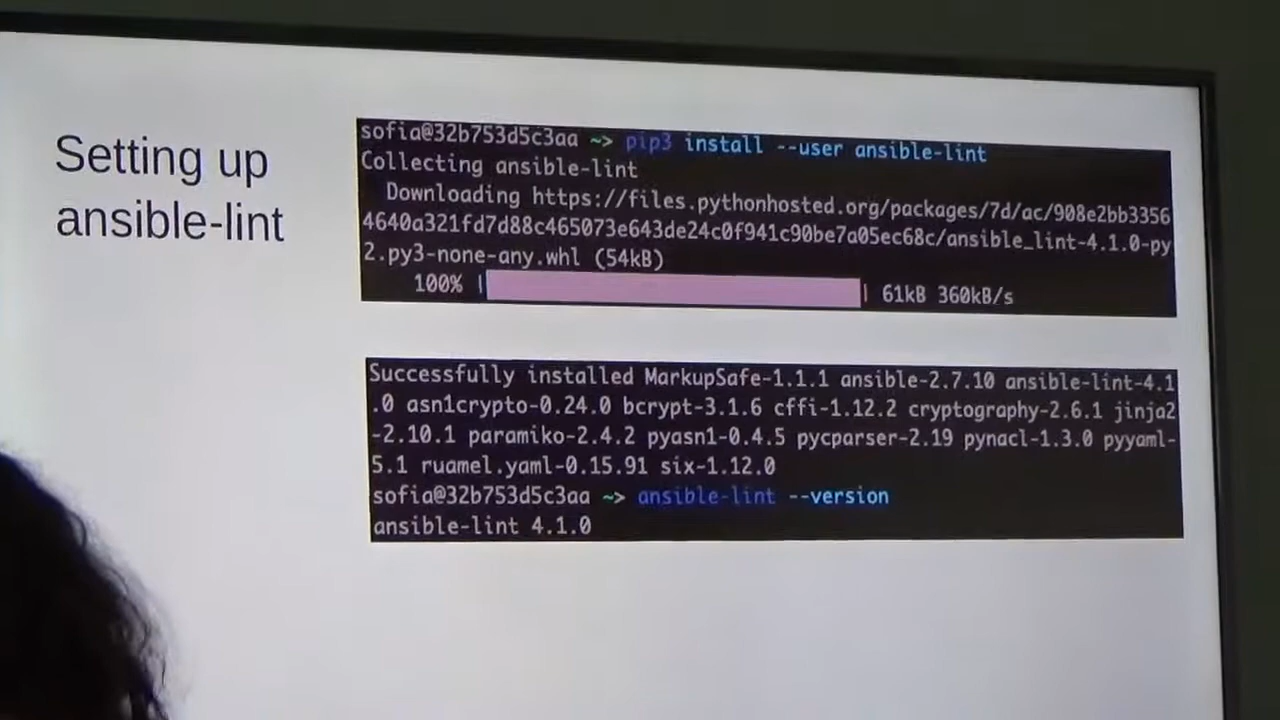 Setting up
ansible-lint
sofia@32b753d5c3aa ~> pip3 install --user ansible-lint
Collecting ansible-lint
Downloading https://files.pythonhosted.org/packages/7d/ac/908e2bb3356
4640a321fd7d88c465073e643de24c0f941c90be7a05ec68c/ansible_lint-4.1.0-py
2.py3-none-any.whl (54kB)
100% | | 61kB 360kB/s
Successfully installed MarkupSafe-1.1.1 ansible-2.7.10 ansible-lint-4.1
.0 asn1crypto-0.24.0 bcrypt-3.1.6 cffi-1.12.2 cryptography-2.6.1 jinja2
-2.10.1 paramiko-2.4.2 pyasn1-0.4.5 pycparser-2.19 pynacl-1.3.0 pyyaml-
5.1 ruamel.yaml-0.15.91 six-1.12.0
sofia@32b753d5c3aa ~> ansible-lint --version
ansible-lint 4.1.0